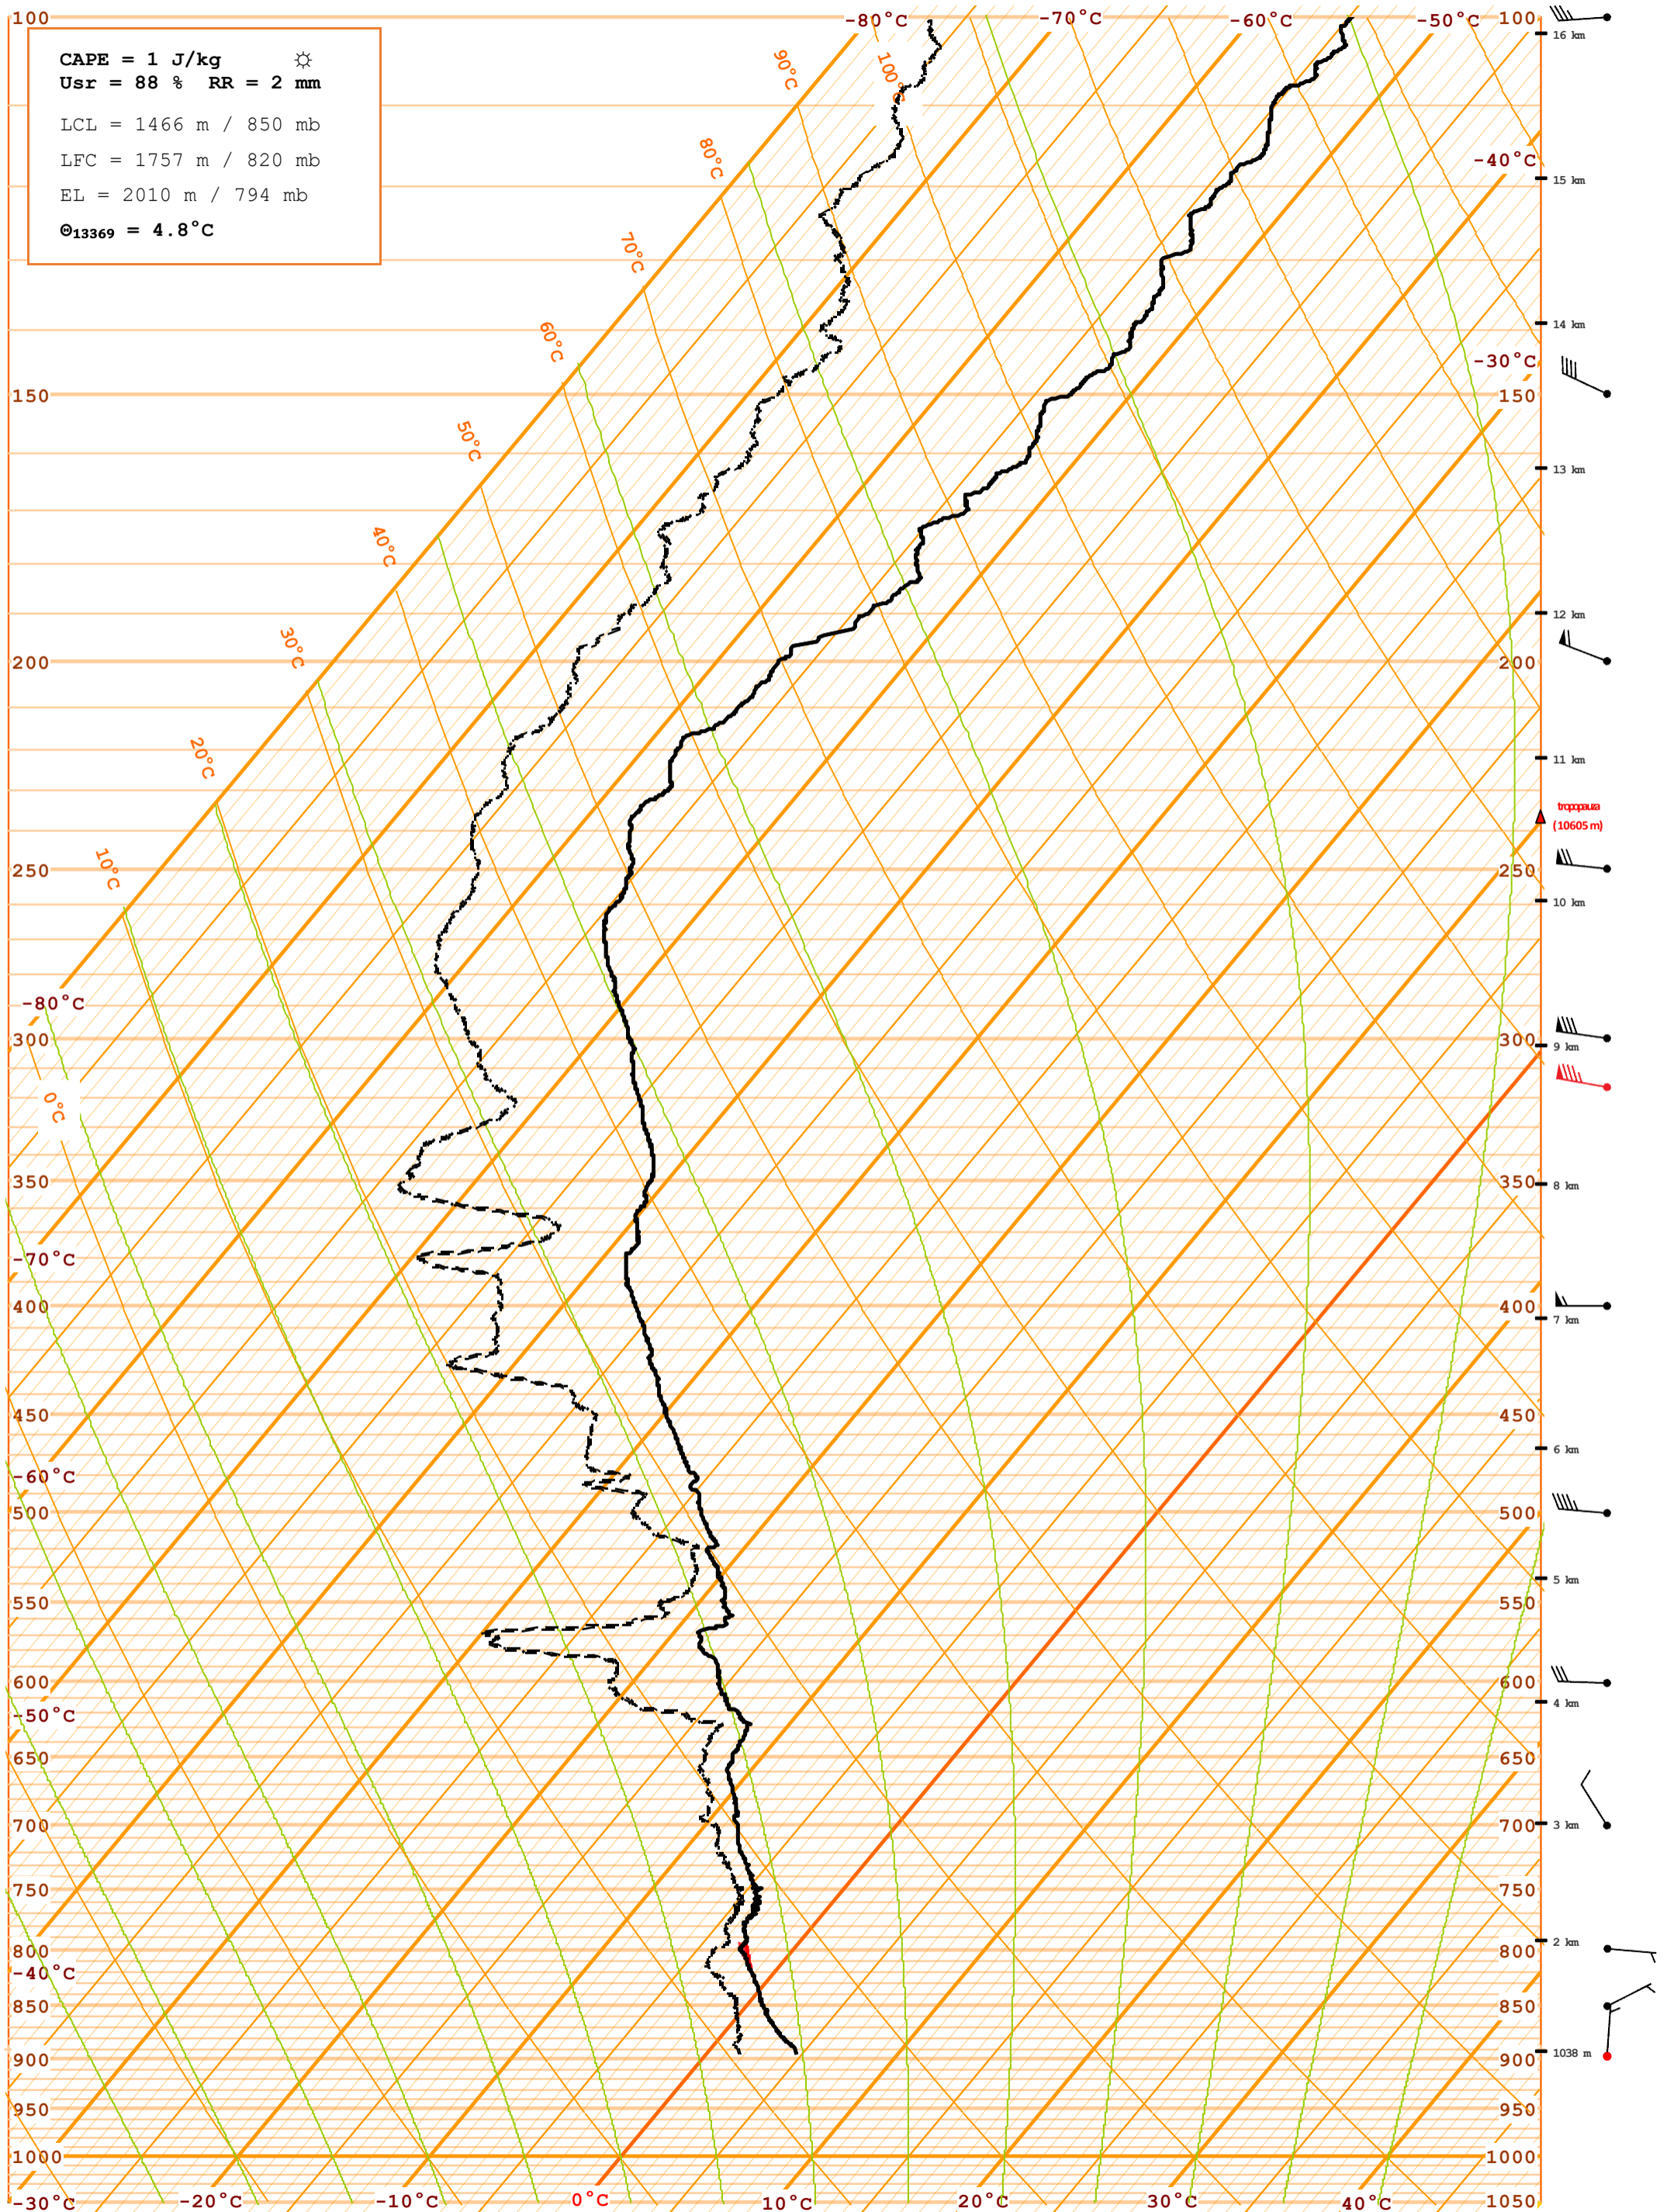 100 -80°C -70°C -60°C -50°C 100
16 km
CAPE = 1 J/kg ☼
Usr = 88 % RR = 2 mm
LCL = 1466 m / 850 mb
LFC = 1757 m / 820 mb
EL = 2010 m / 794 mb
Θ13369 = 4.8°C
90°C 100°C
80°C -40°C
15 km
70°C
60°C 14 km
-30°C
150 150
50°C
13 km
40°C
12 km
30°C
200 200
20°C 11 km
tropopauza
(10605 m)
10°C
250 250
10 km
-80°C
300 300
9 km
0°C
350 350
8 km
-70°C
400 400
7 km
450 450
6 km
-60°C
500 500
5 km
550 550
600 600
4 km
-50°C
650 650
700 700 3 km
750 750
2 km
800 800
-40°C
850 850
1038 m
900 900
950 950
1000 1000
-30°C -20°C -10°C 0°C 10°C 20°C 30°C 40°C 1050